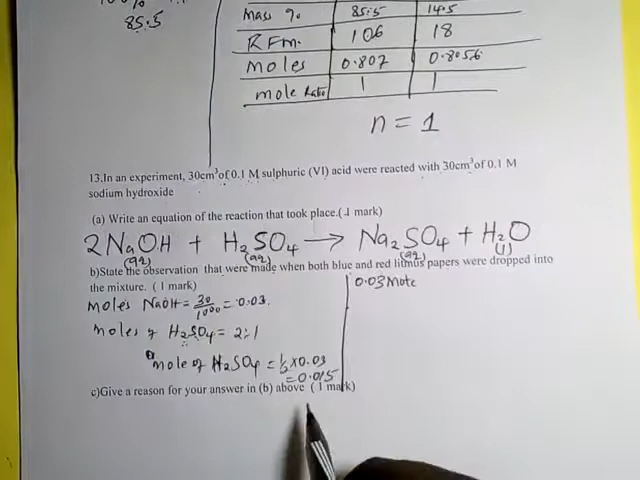 85.5
Mass % 85.5 14.5
RFm. 106 18
moles 0.807 0.8056
mole Ratio 1 1
n = 1
13.In an experiment, 30cm³of 0.1 M sulphuric (VI) acid were reacted with 30cm³of 0.1 M
sodium hydroxide
(a) Write an equation of the reaction that took place.(.1 mark)
2NaOH + H2SO4 → Na2SO4 + H2O
(aq) (aq) (aq) (l)
b)State the observation that were made when both blue and red litmus papers were dropped into
the mixture. ( 1 mark)
moles NaOH = 30/1000 = 0.03.
0.03 Mole
moles of H2SO4 = 2:1
mole of H2SO4 = 1/2 x 0.03
= 0.015
c)Give a reason for your answer in (b) above ( 1 mark)